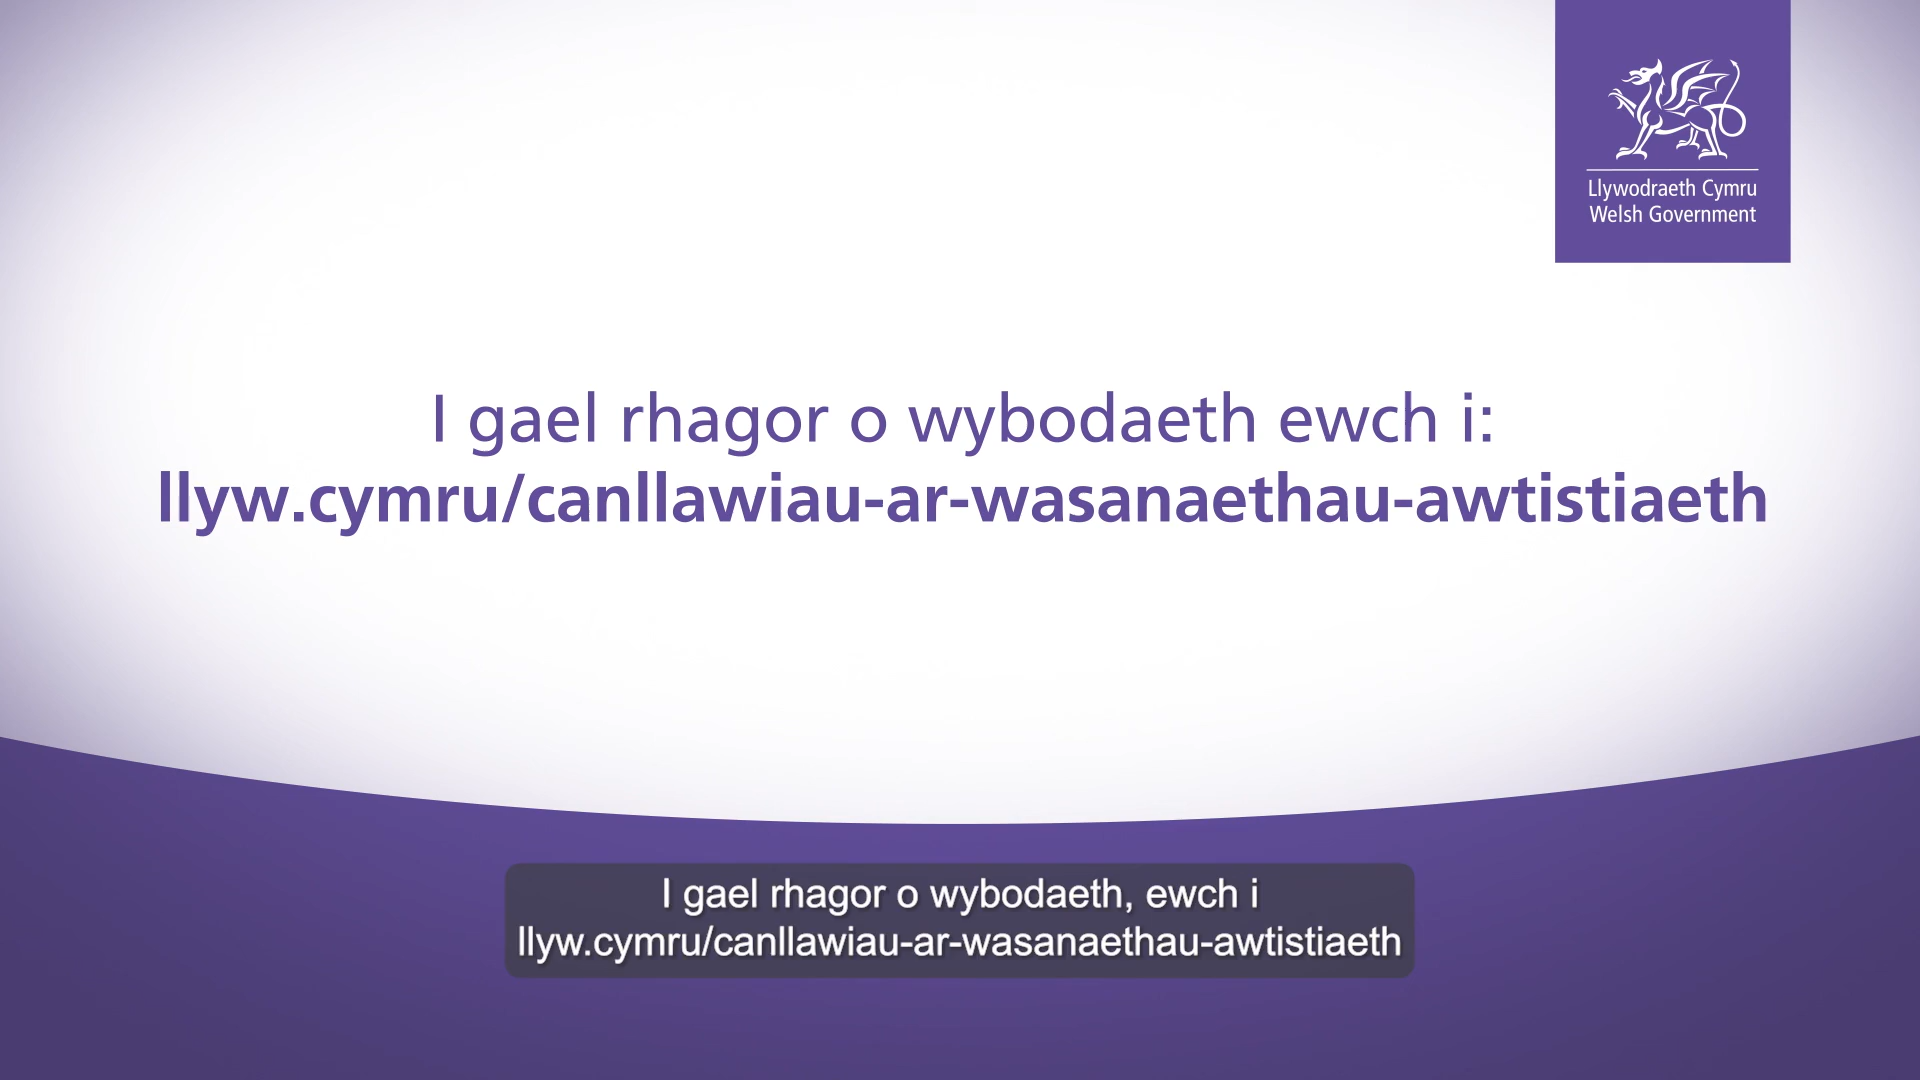 Llywodraeth Cymru
Welsh Government
I gael rhagor o wybodaeth ewch i:
llyw.cymru/canllawiau-ar-wasanaethau-awtistiaeth
I gael rhagor o wybodaeth, ewch i
llyw.cymru/canllawiau-ar-wasanaethau-awtistiaeth